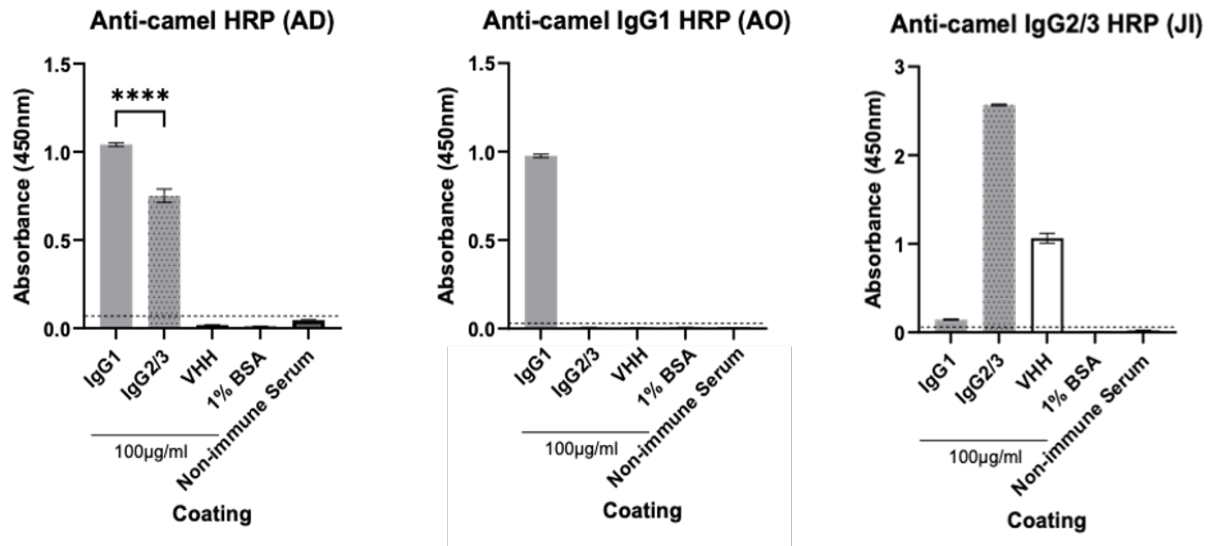 Anti-camel HRP (AD)
Absorbance (450nm)
1.5
1.0
0.5
0.0
****
IgG1
IgG2/3
VHH
1% BSA
Non-immune Serum
100µg/ml
Coating
Anti-camel IgG1 HRP (AO)
Absorbance (450nm)
1.5
1.0
0.5
0.0
IgG1
IgG2/3
VHH
1% BSA
Non-immune Serum
100µg/ml
Coating
Anti-camel IgG2/3 HRP (JI)
Absorbance (450nm)
3
2
1
0
IgG1
IgG2/3
VHH
1% BSA
Non-immune Serum
100µg/ml
Coating